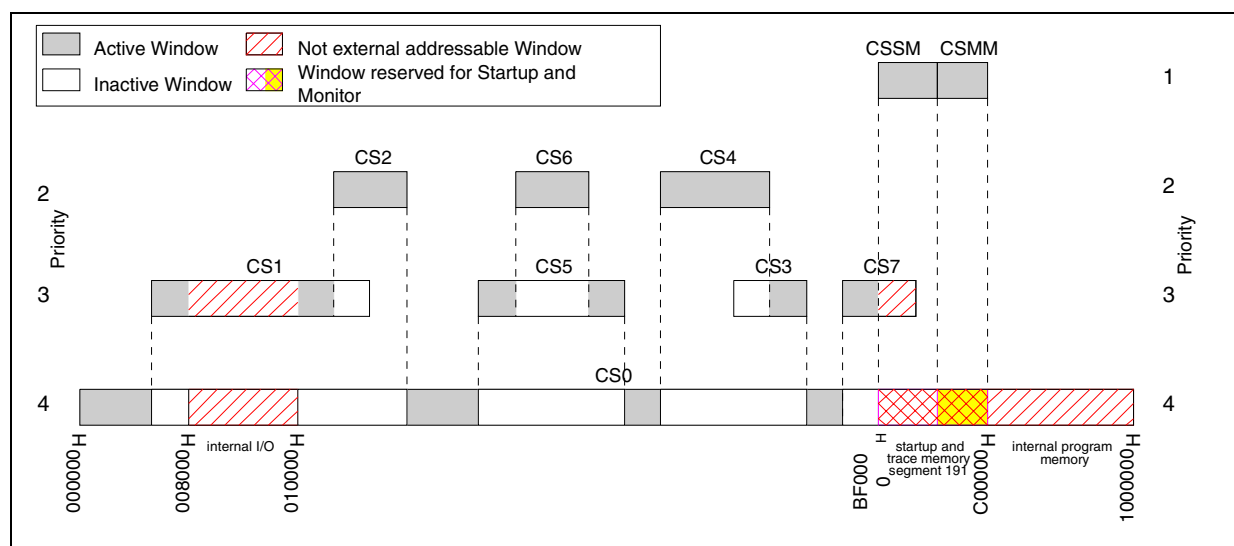 Active Window
Not external addressable Window
Inactive Window
Window reserved for Startup and
Monitor
CSSM CSMM
1
CS2 CS6 CS4
2 2
Priority Priority
CS1 CS5 CS3 CS7
3 3
CS0
4 4
000000H
008000H
internal I/O
010000H
BF000
0H
startup and
trace memory
segment 191
C00000H
internal program
memory
1000000H